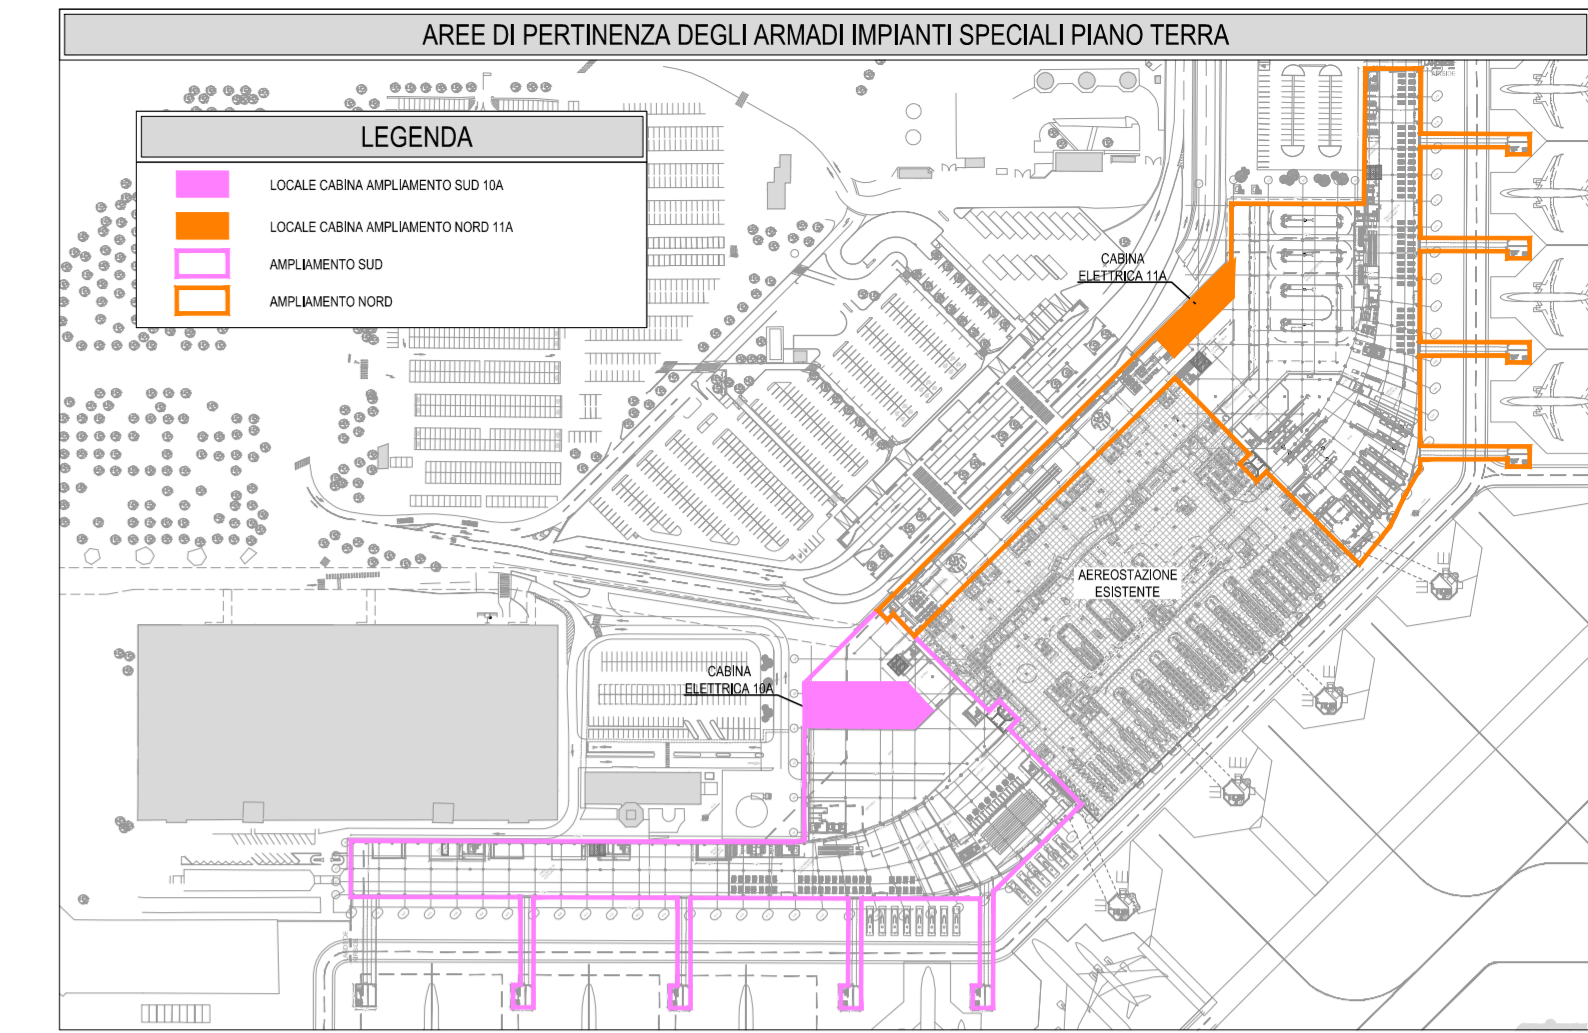 AREE DI PERTINENZA DEGLI ARMADI IMPIANTI SPECIALI PIANO TERRA
LEGENDA
LOCALE CABINA AMPLIAMENTO SUD 10A
LOCALE CABINA AMPLIAMENTO NORD 11A
AMPLIAMENTO SUD
AMPLIAMENTO NORD
CABINA
ELETTRICA 11A
AEREOSTAZIONE
ESISTENTE
CABINA
ELETTRICA 10A